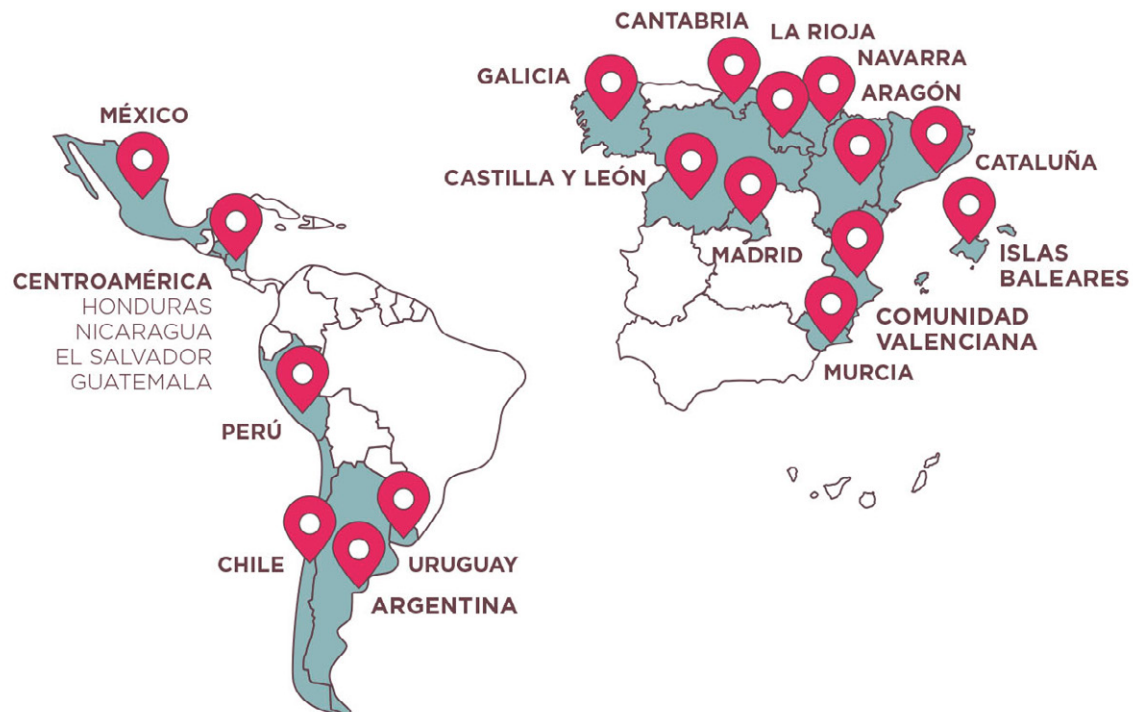 MÉXICO
CENTROAMÉRICA
HONDURAS
NICARAGUA
EL SALVADOR
GUATEMALA
PERÚ
CHILE
URUGUAY
ARGENTINA
CANTABRIA
LA RIOJA
NAVARRA
GALICIA
ARAGÓN
CATALUÑA
CASTILLA Y LEÓN
MADRID
ISLAS
BALEARES
COMUNIDAD
VALENCIANA
MURCIA